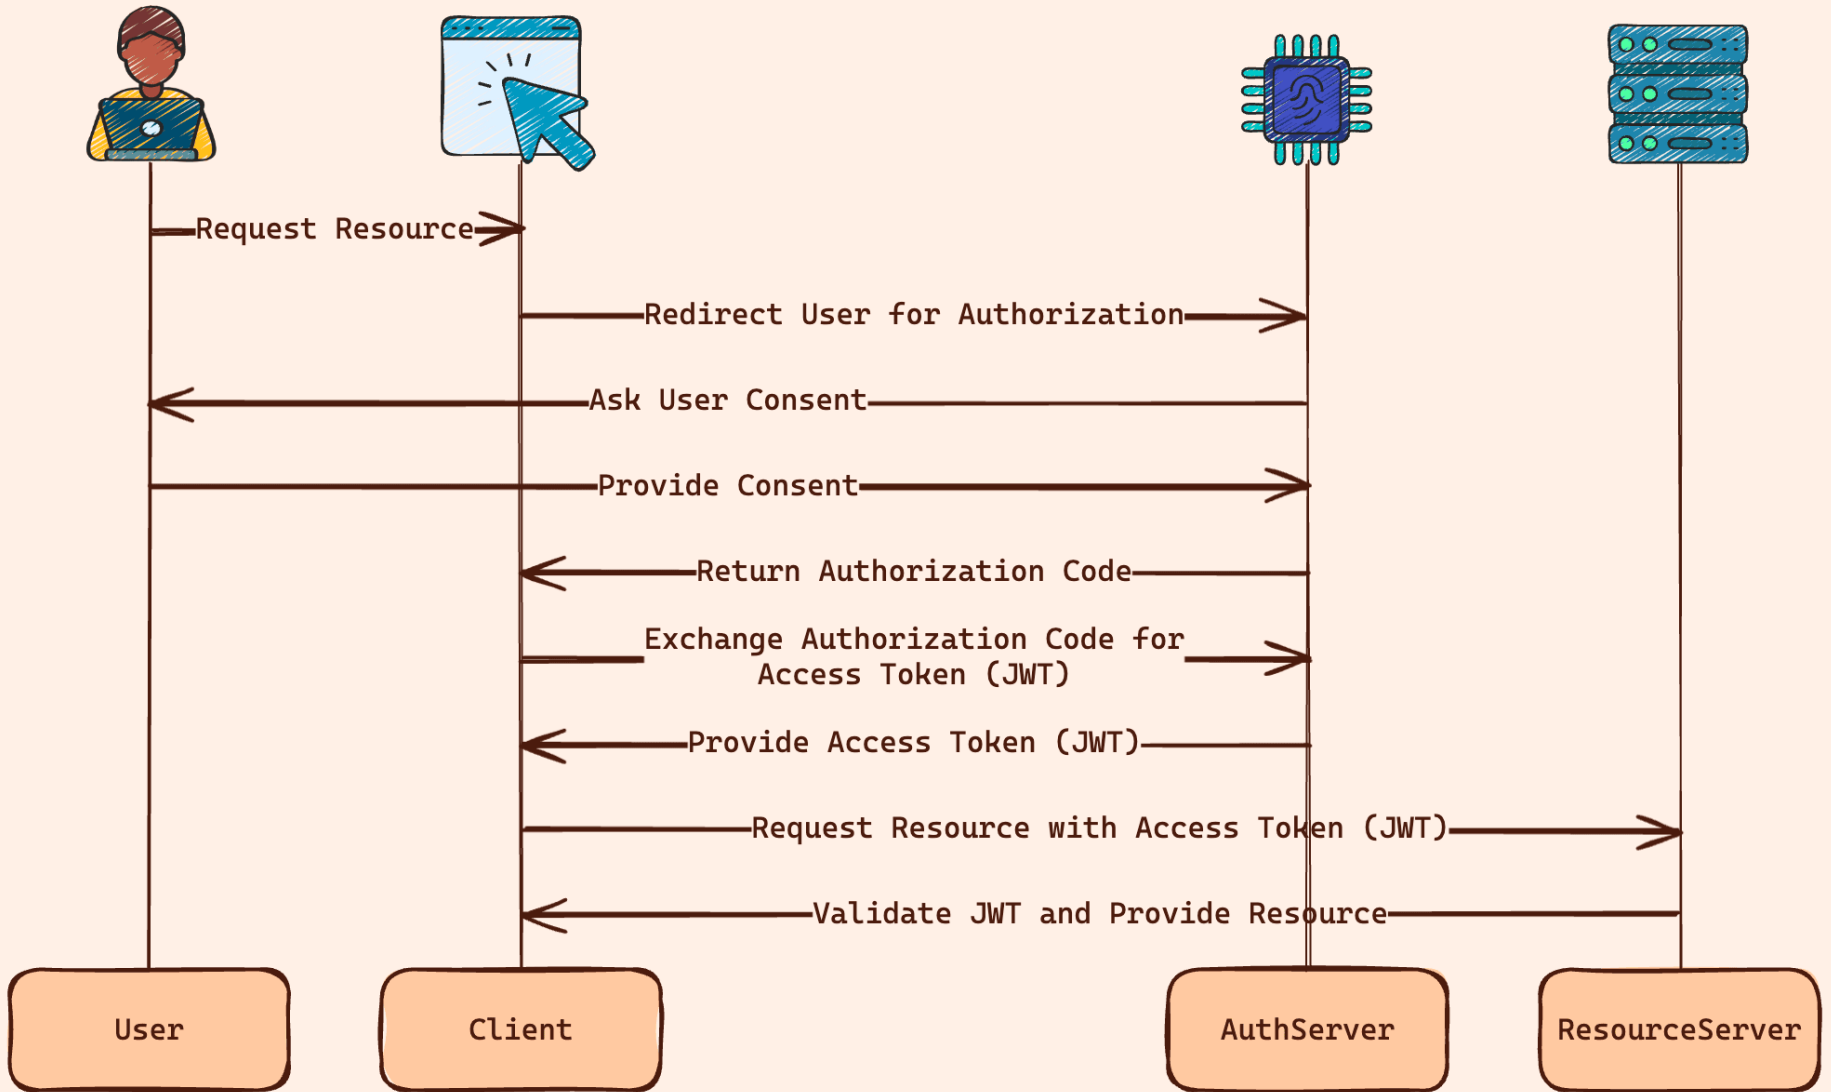 Request Resource
Redirect User for Authorization
Ask User Consent
Provide Consent
Return Authorization Code
Exchange Authorization Code for
Access Token (JWT)
Provide Access Token (JWT)
Request Resource with Access Token (JWT)
Validate JWT and Provide Resource
User
Client
AuthServer
ResourceServer